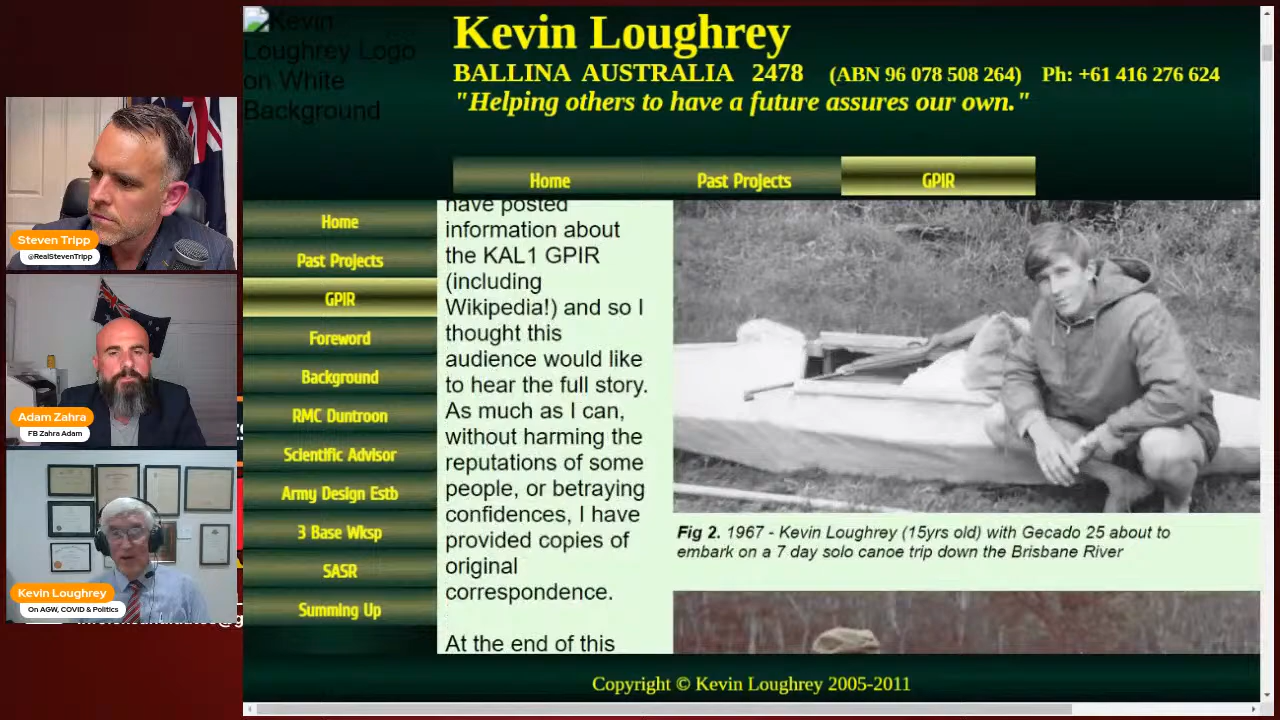 Kevin
Loughrey Logo
on White
Background
Kevin Loughrey
BALLINA AUSTRALIA 2478 (ABN 96 078 508 264) Ph: +61 416 276 624
"Helping others to have a future assures our own."
Home Past Projects GPIR
Home
Past Projects
GPIR
Foreword
Background
RMC Duntroon
Scientific Advisor
Army Design Estb
3 Base Wksp
SASR
Summing Up
have posted
information about
the KAL1 GPIR
(including
Wikipedia!) and so I
thought this
audience would like
to hear the full story.
As much as I can,
without harming the
reputations of some
people, or betraying
confidences, I have
provided copies of
original
correspondence.
At the end of this
Fig 2. 1967 - Kevin Loughrey (15yrs old) with Gecado 25 about to
embark on a 7 day solo canoe trip down the Brisbane River
Copyright © Kevin Loughrey 2005-2011
Steven Tripp
@RealStevenTripp
Adam Zahra
FB Zahra Adam
Kevin Loughrey
On AGW, COVID & Politics